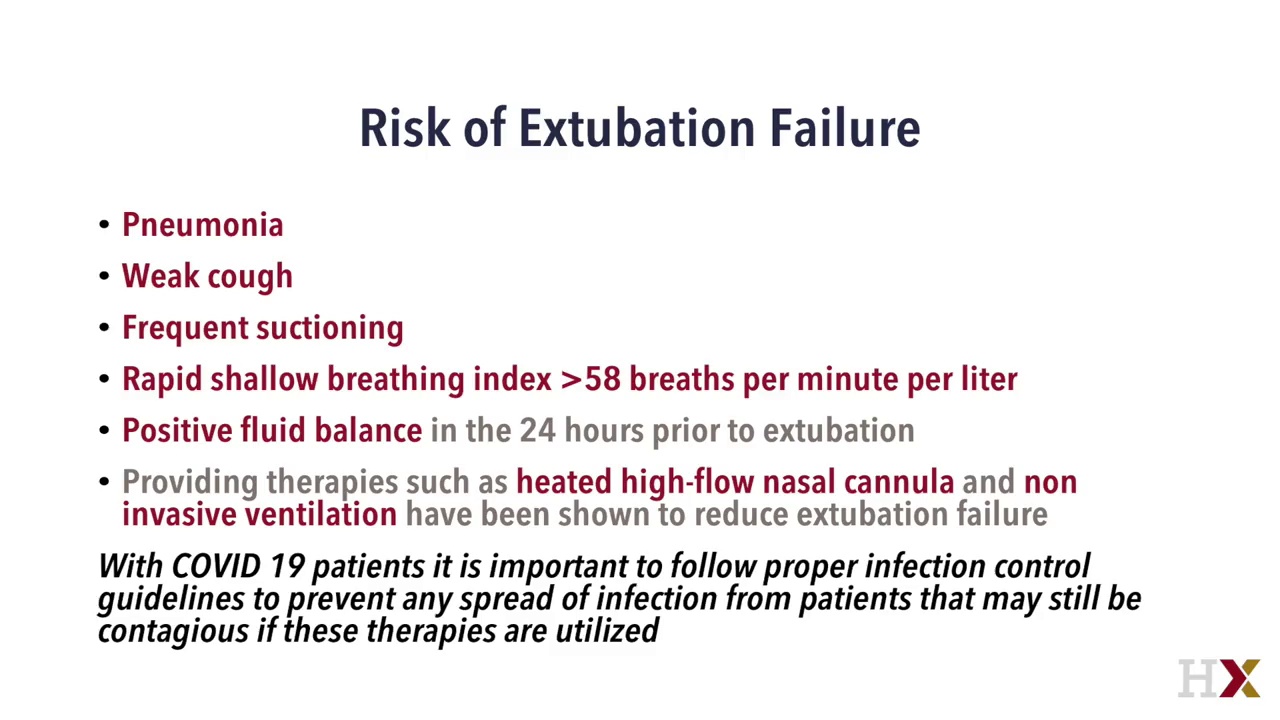 Risk of Extubation Failure
• Pneumonia
• Weak cough
• Frequent suctioning
• Rapid shallow breathing index >58 breaths per minute per liter
• Positive fluid balance in the 24 hours prior to extubation
• Providing therapies such as heated high-flow nasal cannula and non
invasive ventilation have been shown to reduce extubation failure
With COVID 19 patients it is important to follow proper infection control
guidelines to prevent any spread of infection from patients that may still be
contagious if these therapies are utilized
HX